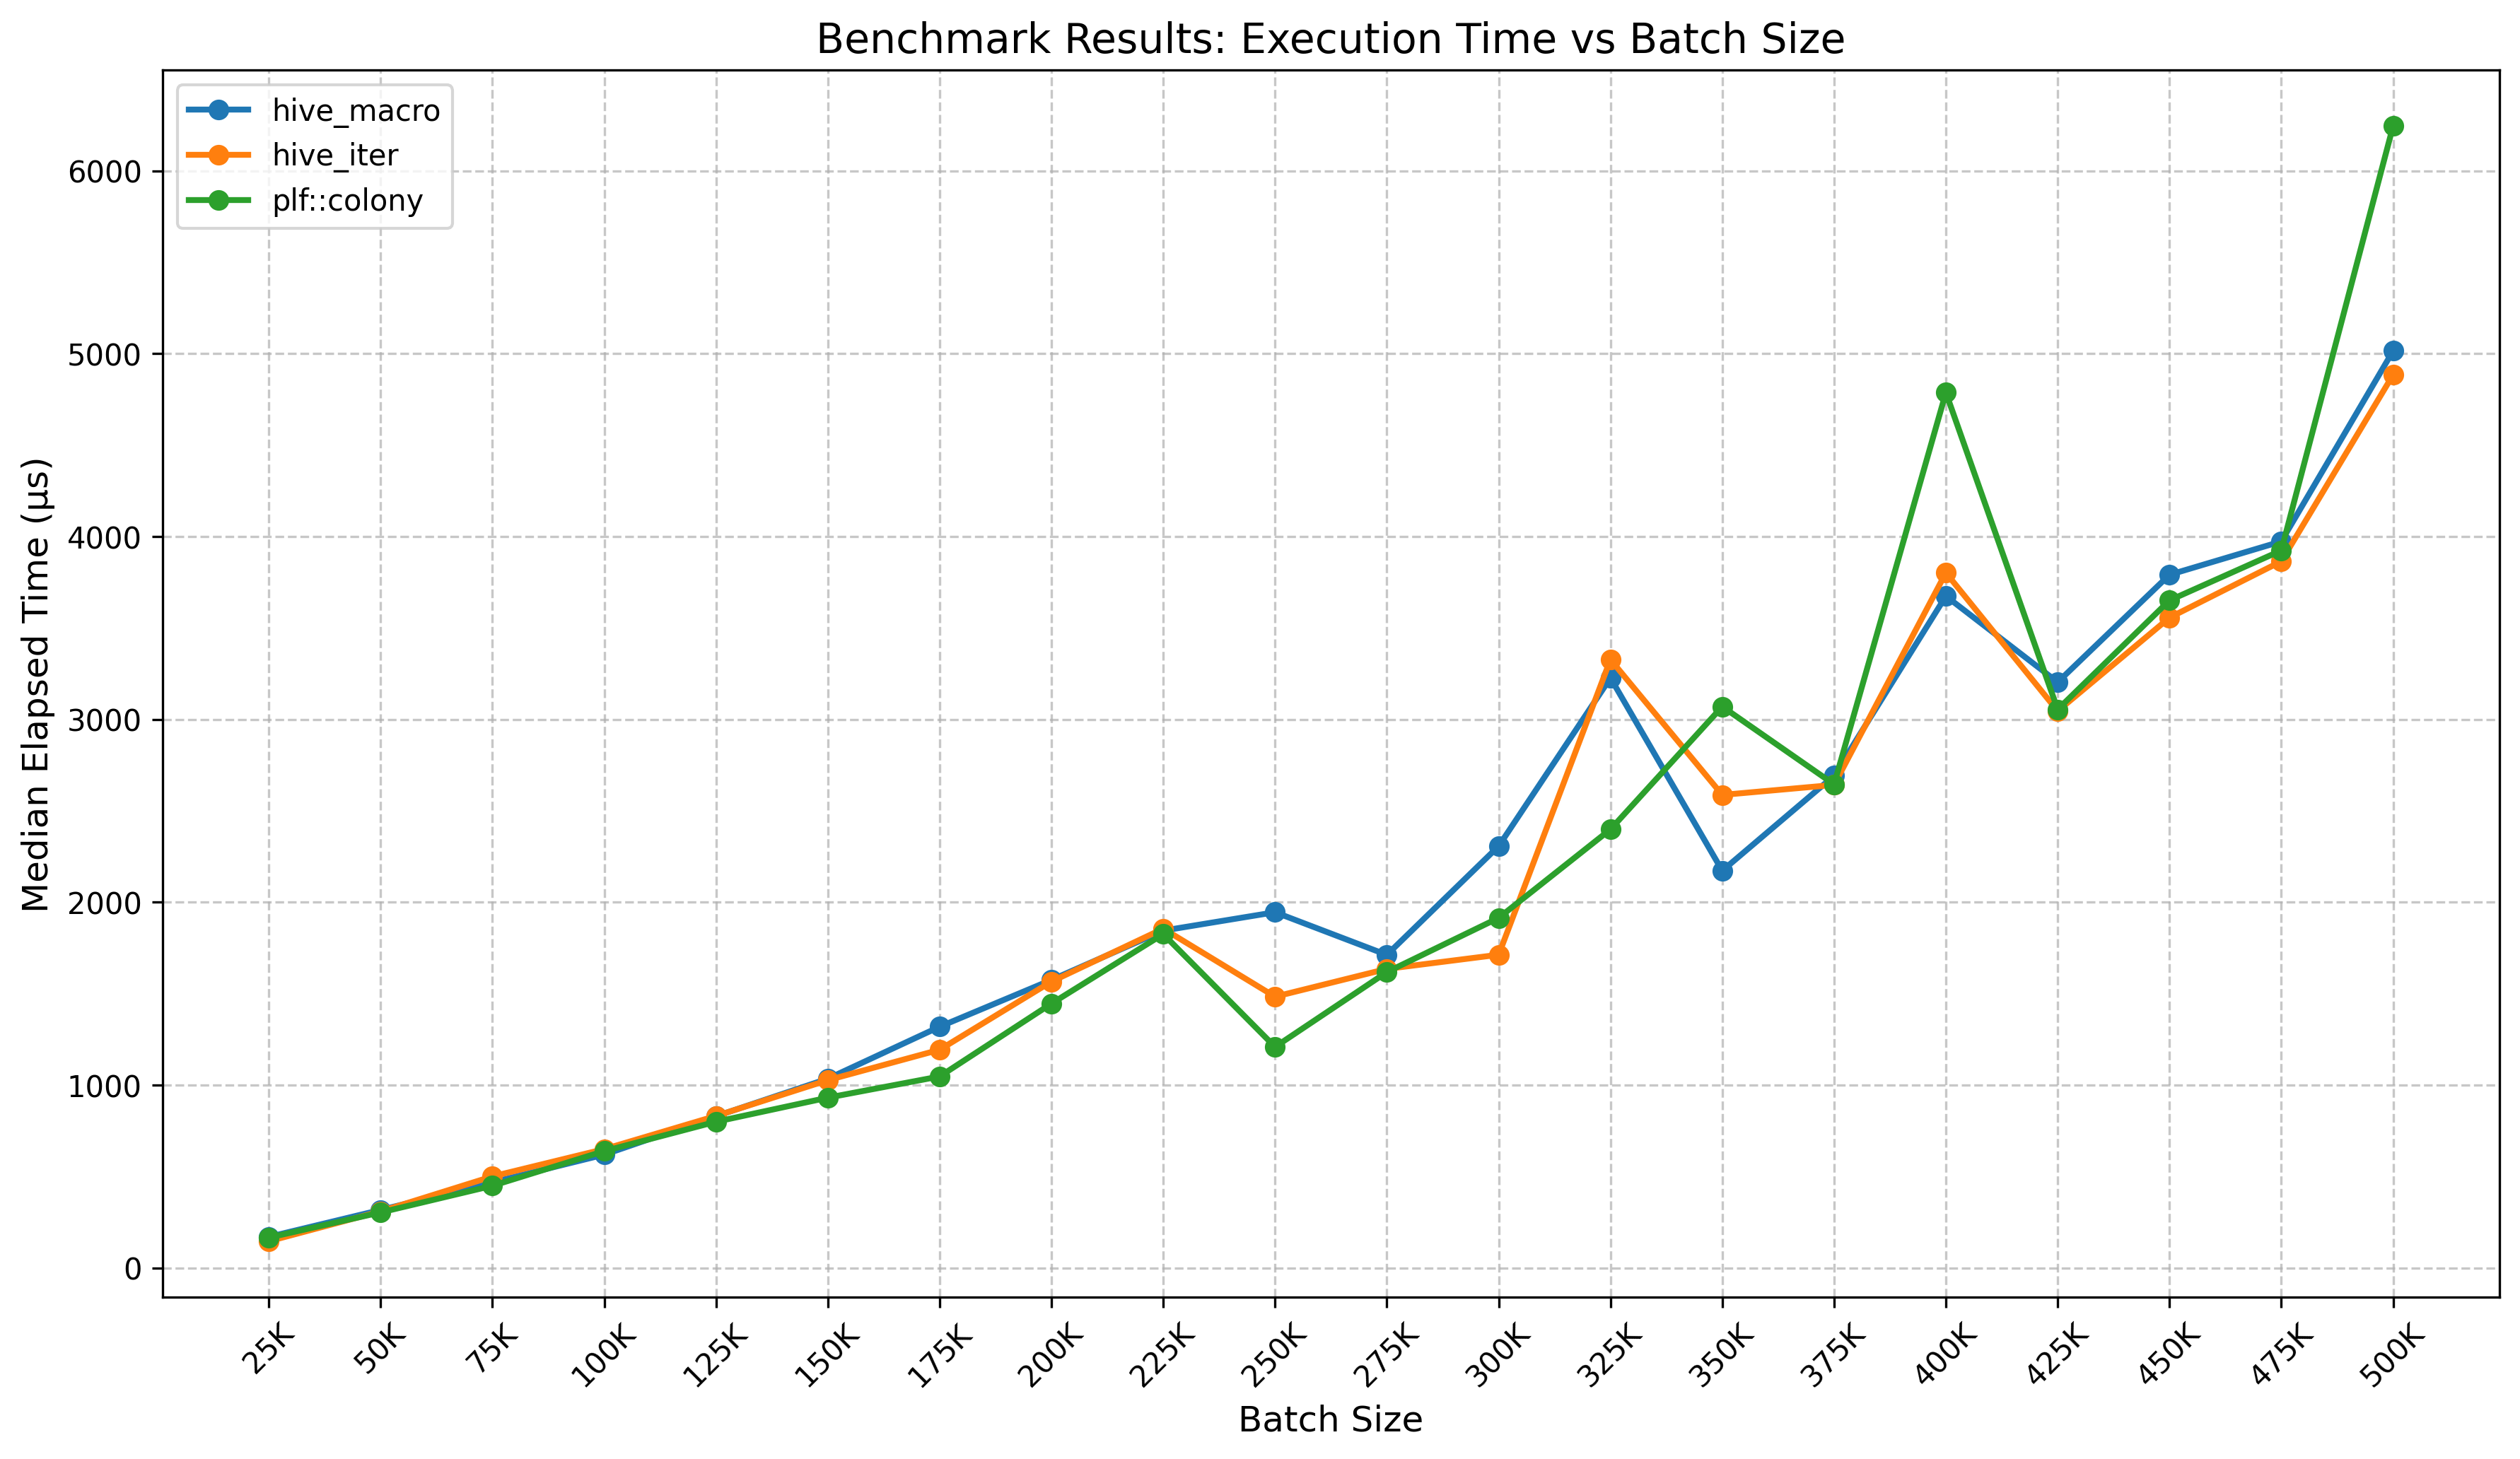 Benchmark Results: Execution Time vs Batch Size
hive_macro
hive_iter
plf::colony
6000
5000
4000
3000
2000
1000
0
Median Elapsed Time (µs)
25K
50K
75K
100K
125K
150K
175K
200K
225K
250K
275K
300K
325K
350K
375K
400K
425K
450K
475K
500K
Batch Size